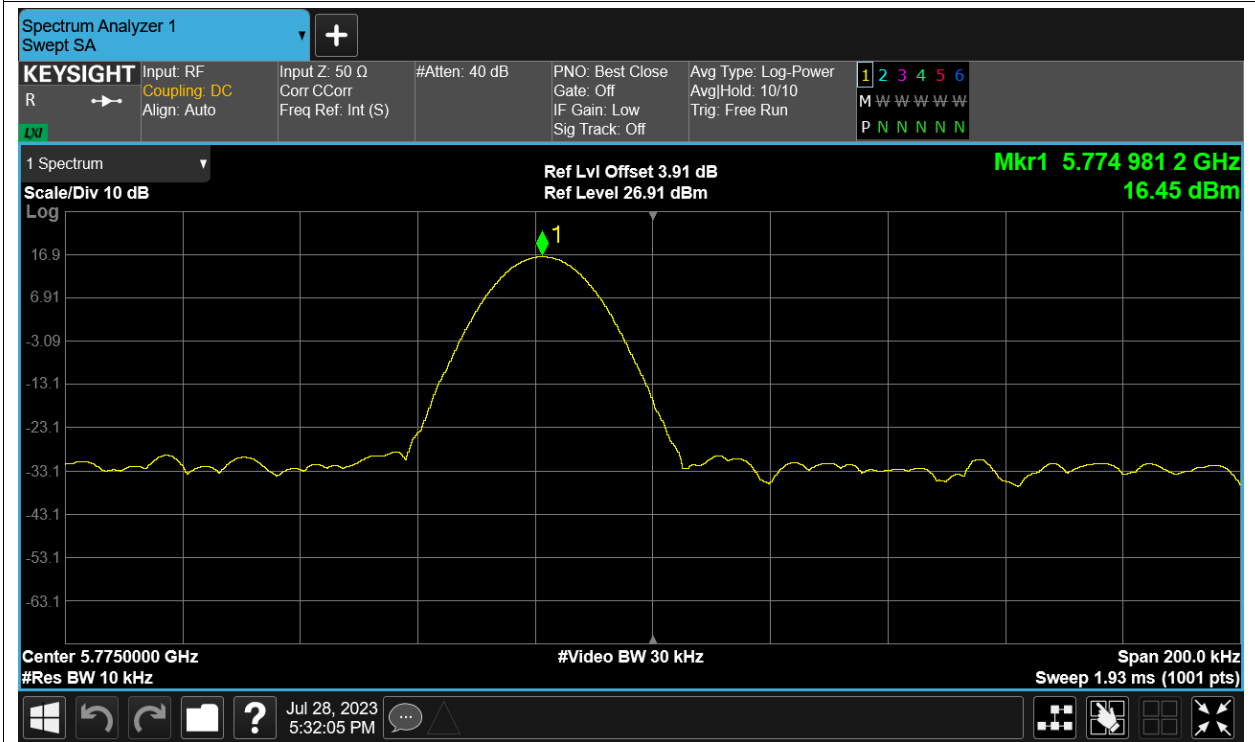 Spectrum Analyzer 1
Swept SA
KEYSIGHT
R
LXI
Input: RF
Coupling: DC
Align: Auto
Input Z: 50 Ω
Corr CCorr
Freq Ref: Int (S)
#Atten: 40 dB
PNO: Best Close
Gate: Off
IF Gain: Low
Sig Track: Off
Avg Type: Log-Power
Avg|Hold: 10/10
Trig: Free Run
1 2 3 4 5 6
M W W W W W
P N N N N N
1 Spectrum
Scale/Div 10 dB
Log
Ref Lvl Offset 3.91 dB
Ref Level 26.91 dBm
Mkr1 5.774 981 2 GHz
16.45 dBm
1
16.9
6.91
-3.09
-13.1
-23.1
-33.1
-43.1
-53.1
-63.1
Center 5.7750000 GHz
#Video BW 30 kHz
Span 200.0 kHz
#Res BW 10 kHz
Sweep 1.93 ms (1001 pts)
?
Jul 28, 2023
5:32:05 PM